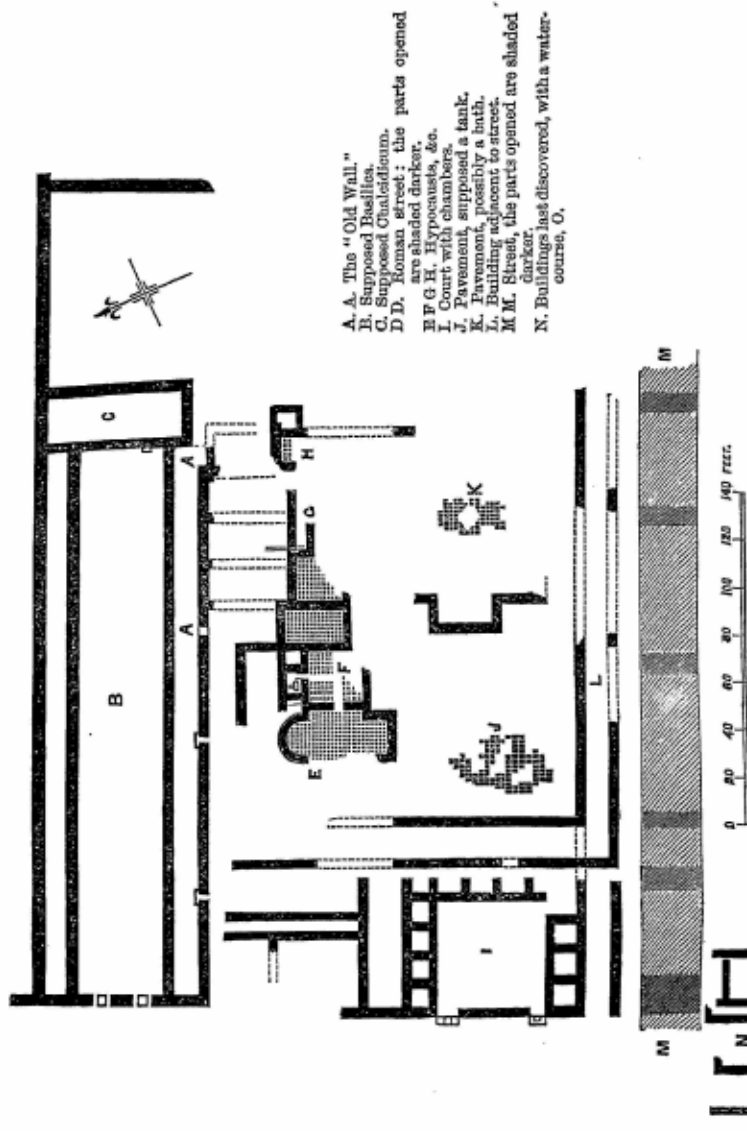 A. A. The "Old Wall."
B. Supposed Basilica.
C. Supposed Chalcidicum.
D D. Roman street: the parts opened
are shaded darker.
E F G H. Hypocausts, &c.
I. Court with chambers.
J. Pavement, supposed a tank.
K. Pavement, possibly a bath.
L. Building adjacent to street.
M M. Street, the parts opened are shaded
darker.
N. Buildings last discovered, with a water-
course, O.
C
B
A
A
H
G
F
E
K
J
L
I
M
M
N
0 20 40 60 80 100 120 140 FEET.